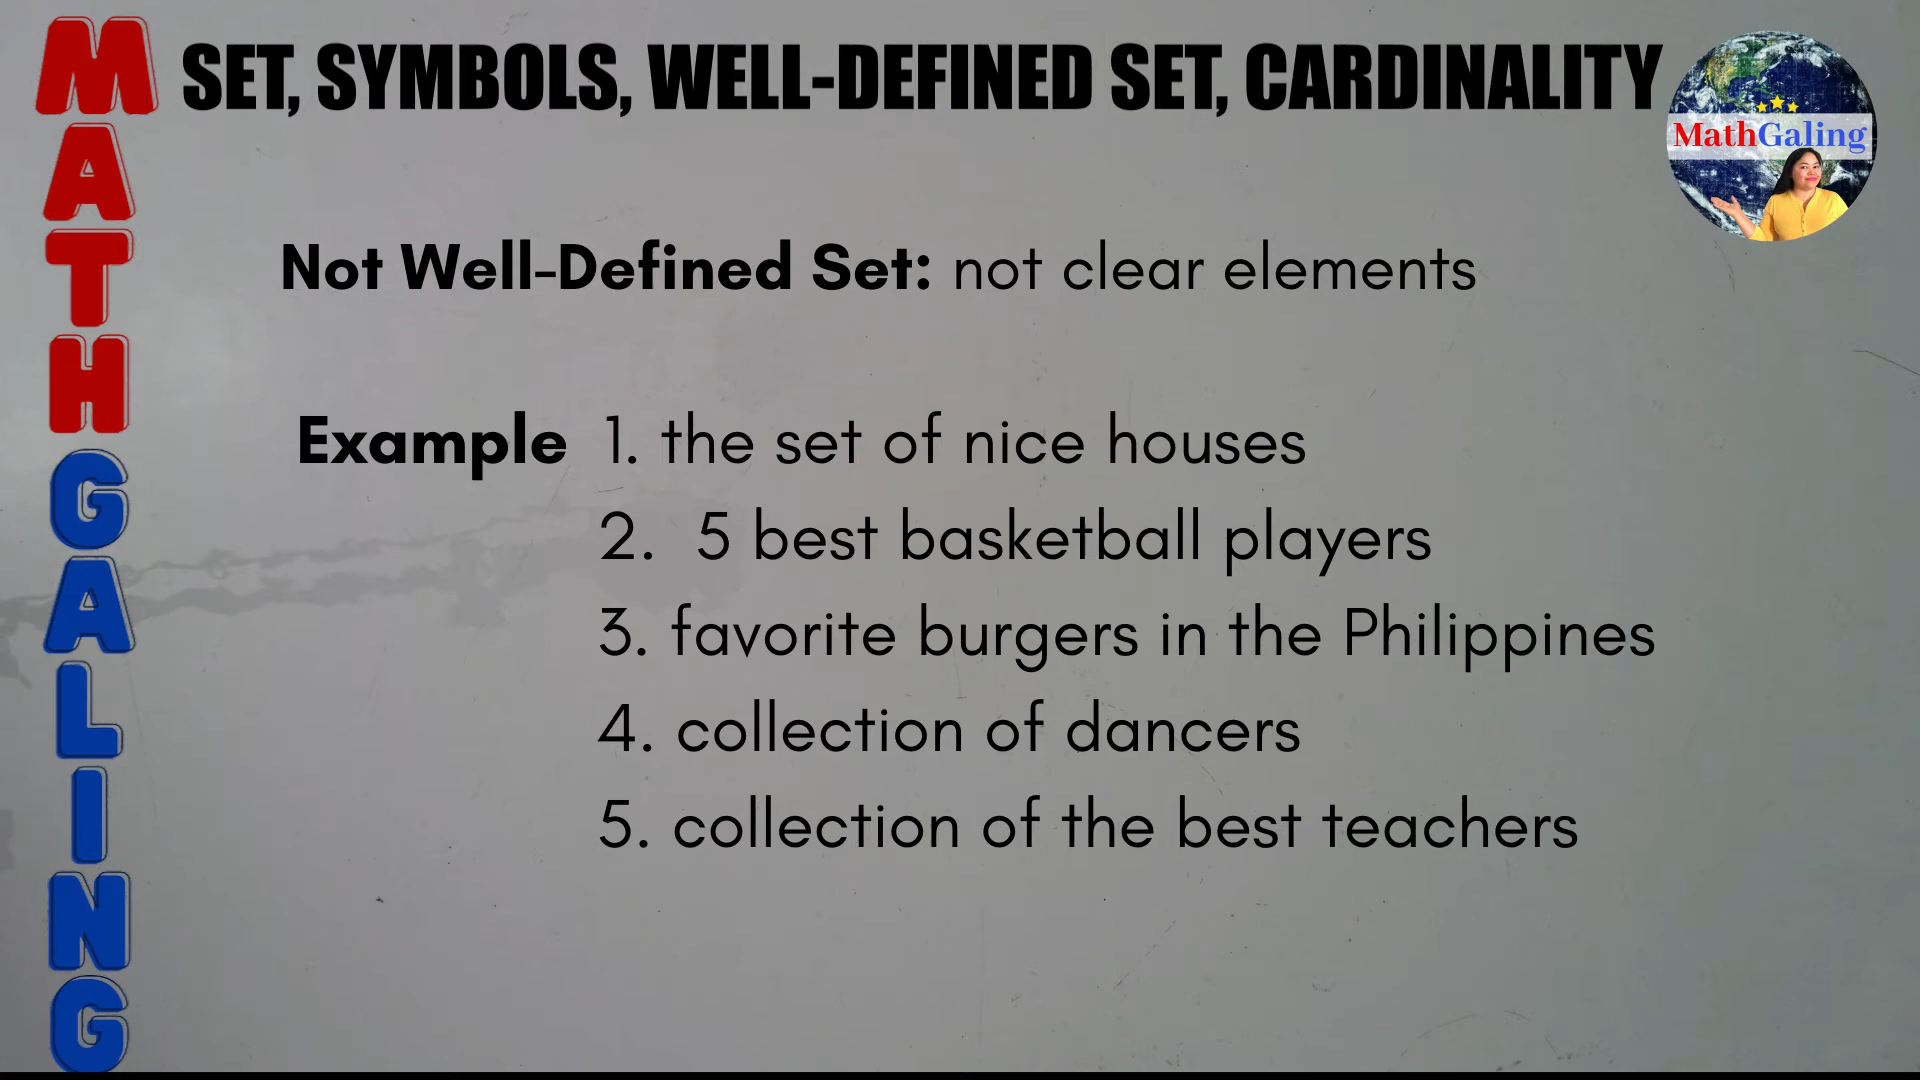 MATH GALING
SET, SYMBOLS, WELL-DEFINED SET, CARDINALITY
MathGaling
Not Well-Defined Set: not clear elements
Example 1. the set of nice houses
2. 5 best basketball players
3. favorite burgers in the Philippines
4. collection of dancers
5. collection of the best teachers